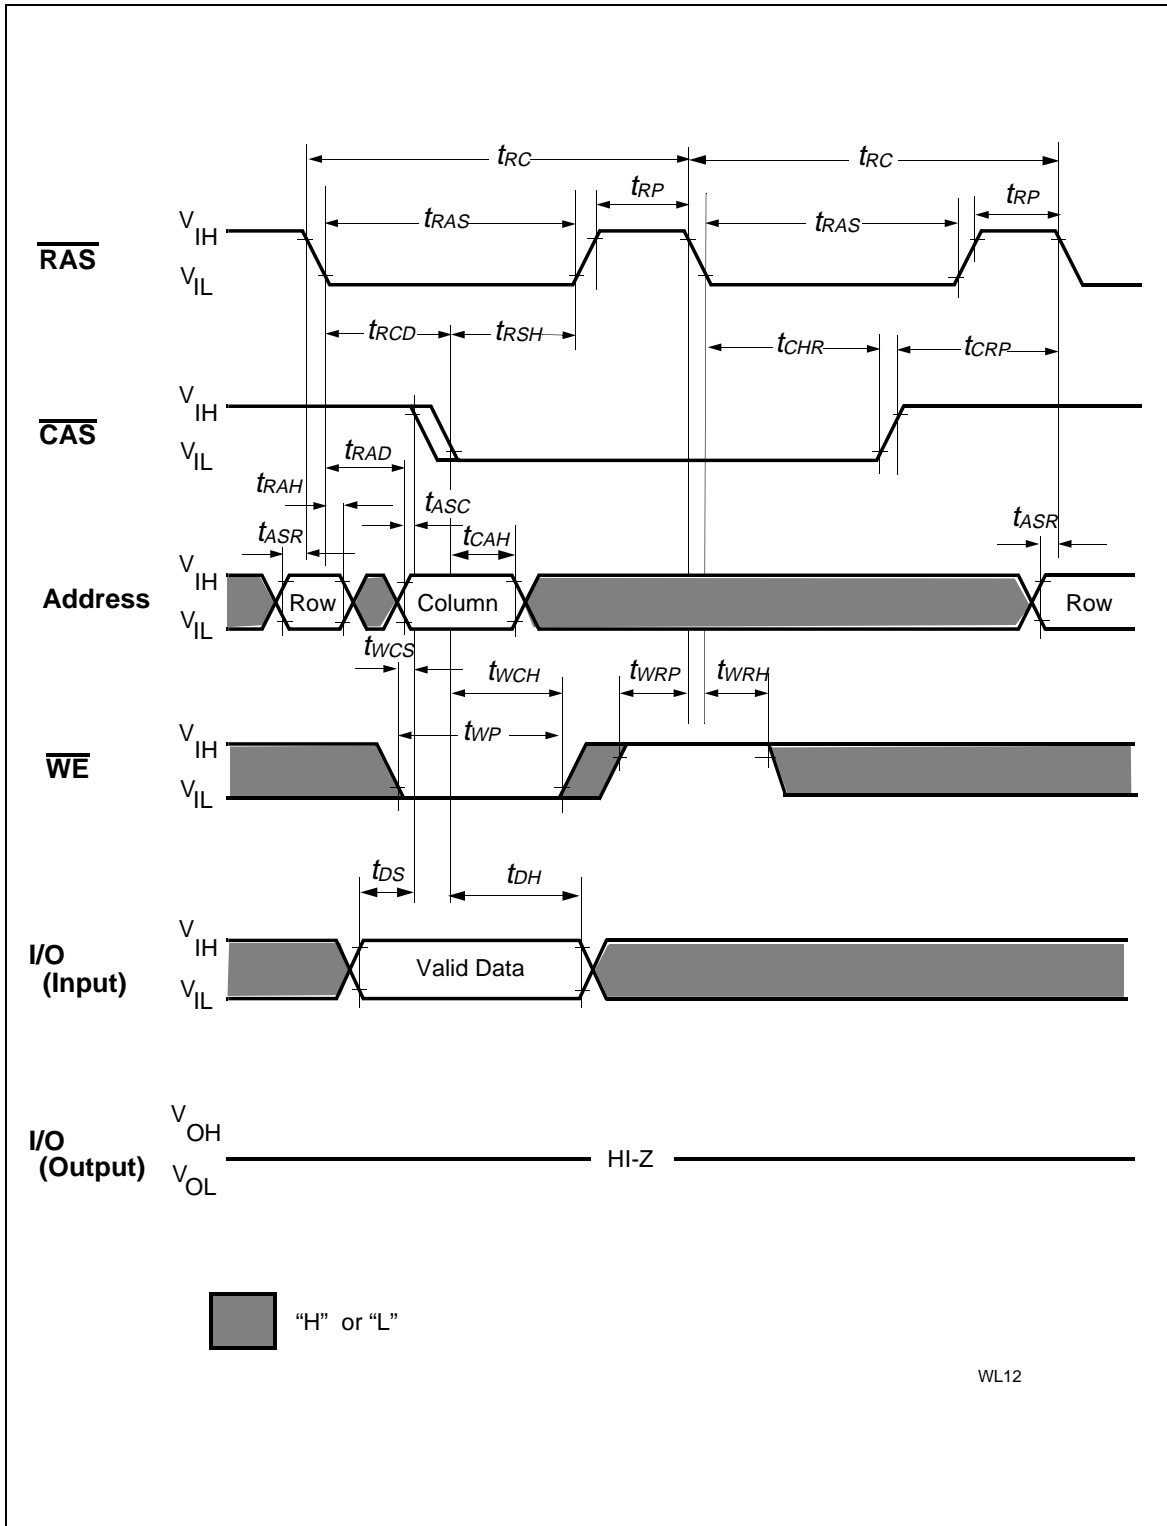 tRC tRC
tRP tRP
tRAS tRAS
RAS VIH
VIL
tRCD tRSH tCHR tCRP
CAS VIH
VIL
tRAD
tRAH tASC
tASR tCAH tASR
Address VIH
VIL
Row Column Row
tWCS
tWCH tWRP tWRH
tWP
WE VIH
VIL
tDS tDH
I/O
(Input)
VIH
VIL
Valid Data
I/O
(Output)
VOH
VOL
HI-Z
“H” or “L”
WL12